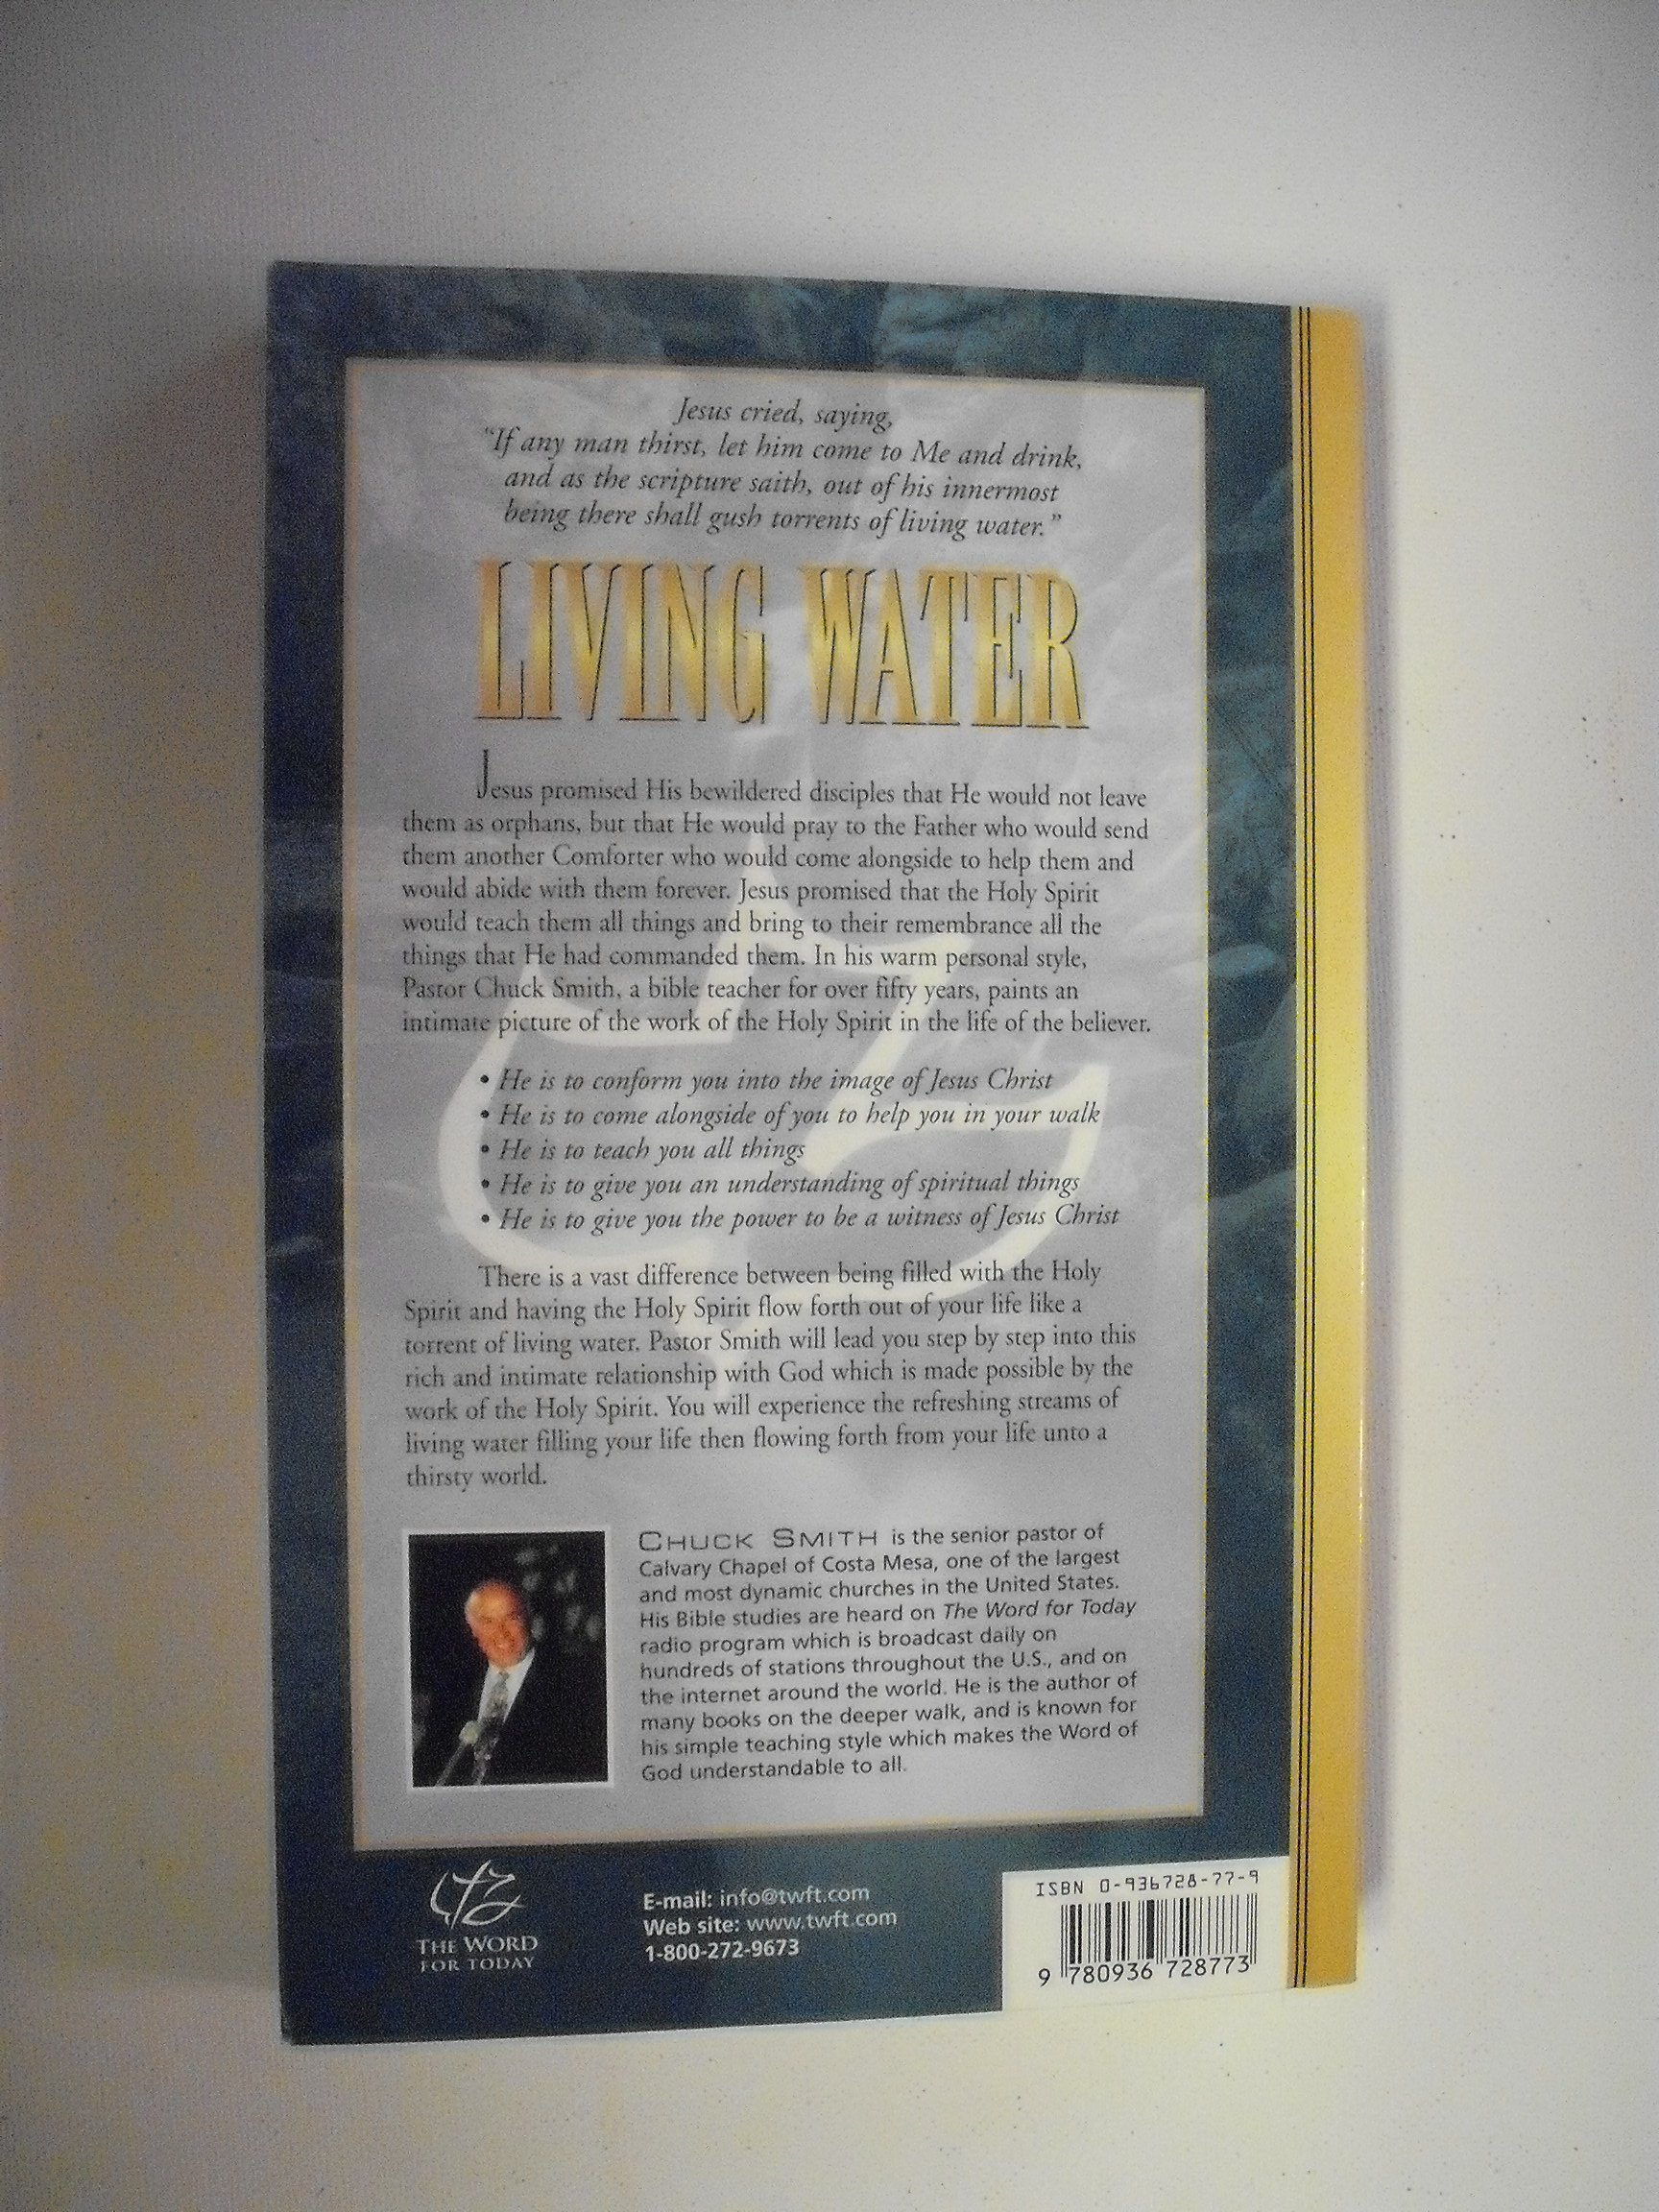 Jesus cried, saying,
“If any man thirst, let him come to Me and drink,
and as the scripture saith, out of his innermost
being there shall gush torrents of living water.”
LIVING WATER
Jesus promised His bewildered disciples that He would not leave
them as orphans, but that He would pray to the Father who would send
them another Comforter who would come alongside to help them and
would abide with them forever. Jesus promised that the Holy Spirit
would teach them all things and bring to their remembrance all the
things that He had commanded them. In his warm personal style,
Pastor Chuck Smith, a bible teacher for over fifty years, paints an
intimate picture of the work of the Holy Spirit in the life of the believer.
• He is to conform you into the image of Jesus Christ
• He is to come alongside of you to help you in your walk
• He is to teach you all things
• He is to give you an understanding of spiritual things
• He is to give you the power to be a witness of Jesus Christ
There is a vast difference between being filled with the Holy
Spirit and having the Holy Spirit flow forth out of your life like a
torrent of living water. Pastor Smith will lead you step by step into this
rich and intimate relationship with God which is made possible by the
work of the Holy Spirit. You will experience the refreshing streams of
living water filling your life then flowing forth from your life unto a
thirsty world.
CHUCK SMITH is the senior pastor of
Calvary Chapel of Costa Mesa, one of the largest
and most dynamic churches in the United States.
His Bible studies are heard on The Word for Today
radio program which is broadcast daily on
hundreds of stations throughout the U.S., and on
the internet around the world. He is the author of
many books on the deeper walk, and is known for
his simple teaching style which makes the Word of
God understandable to all.
THE WORD
FOR TODAY
E-mail: info@twft.com
Web site: www.twft.com
1-800-272-9673
ISBN 0-936728-77-9
9 780936 728773